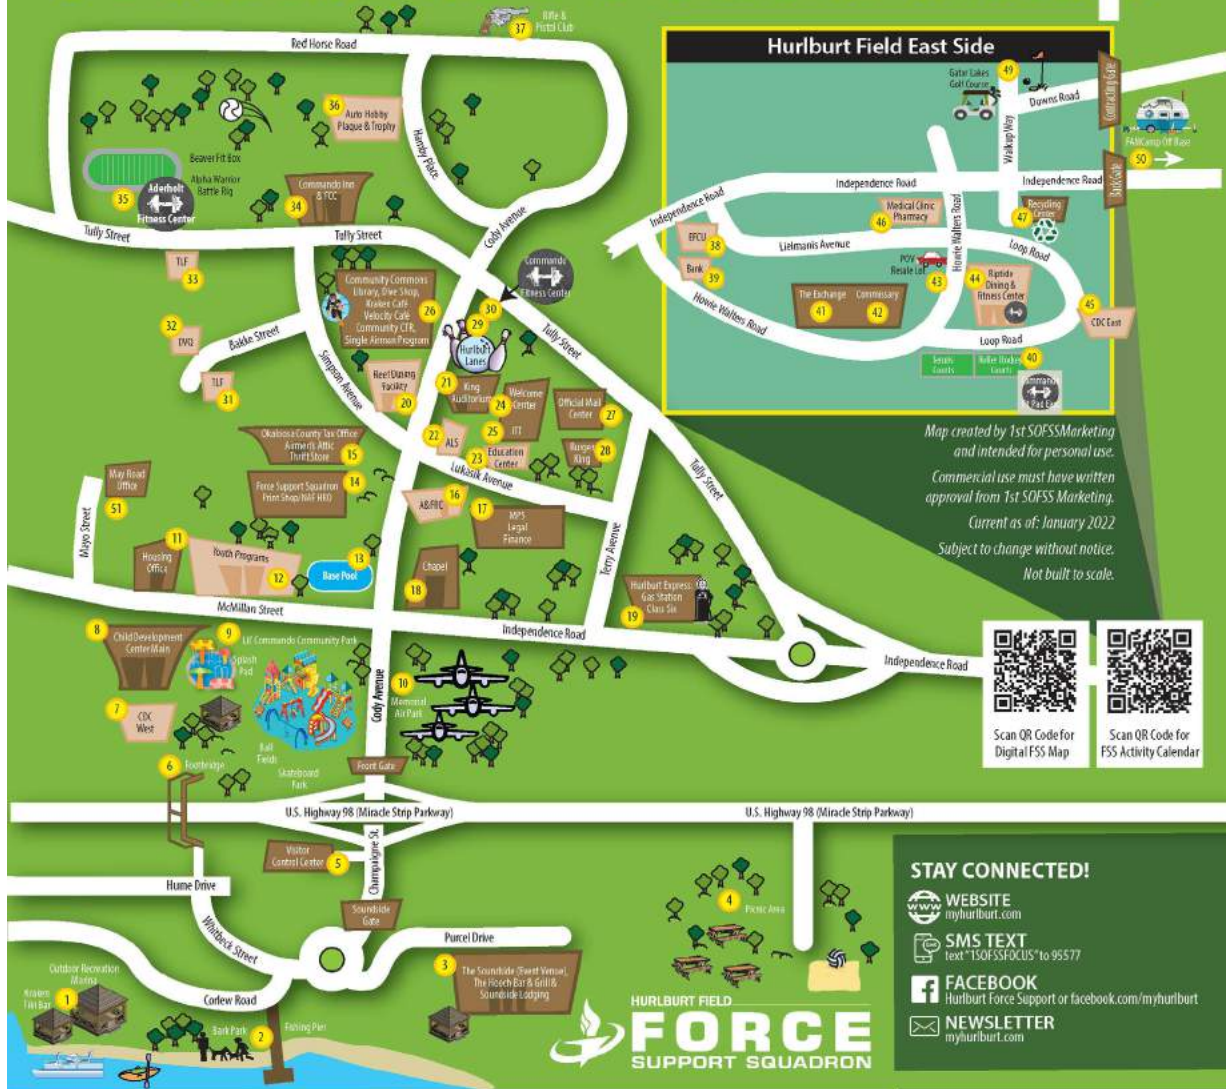 Rifle &
Pistol Club
37
Red Horse Road
36
Auto Hobby
Plaque & Trophy
Hamby Place
Beaver Fit Box
Alpha Warrior
Battle Rig
35
Aderholt
Fitness Center
Commando Inn
& FCC
34
Tully Street
Tully Street
Cody Avenue
TLF
33
Commando
Fitness Center
Community Commons
Library, Dive Shop,
Kraken Café
Velocity Café
Community CTR,
Single Airman Program
26
30
29
Hurlburt
Lanes
32
DVQ
Bakke Street
Simpson Avenue
Tully Street
TLF
31
Reef Dining
Facility
20
21
King
Auditorium
24
Welcome
Center
25
ITT
Official Mail
Center
27
22
ALS
23
Education
Center
Burger
King
28
Okaloosa County Tax Office
Airmen's Attic
Thrift Store
15
Lukasik Avenue
Tully Street
May Road
Office
51
Force Support Squadron
Print Shop/NAF HRO
14
A&FRC
16
17
MPS
Legal
Finance
Mayo Street
11
Housing
Office
Youth Programs
12
13
Base Pool
Chapel
18
Terry Avenue
Hurlburt Express
Gas Station
Class Six
19
McMillan Street
Independence Road
Independence Road
8
Child Development
Center Main
9
Lil' Commando Community Park
Splash
Pad
Cody Avenue
10
Memorial
Air Park
7
CDC
West
Ball
Fields
Skateboard
Park
6
Footbridge
Front Gate
U.S. Highway 98 (Miracle Strip Parkway)
U.S. Highway 98 (Miracle Strip Parkway)
Visitor
Control Center
5
Champaigne St.
Hume Drive
Whitbeck Street
Soundside
Gate
Purcel Drive
4
Picnic Area
3
The Soundside (Event Venue),
The Hooch Bar & Grill &
Soundside Lodging
Outdoor Recreation
Marina
Kraken
Tiki Bar
1
Corlew Road
Bark Park
2
Fishing Pier
HURLBURT FIELD
FORCE
SUPPORT SQUADRON
Hurlburt Field East Side
Gator Lakes
Golf Course
49
Downs Road
Contracting Gate
Walkup Way
FAMCamp Off Base
50
Independence Road
Independence Road
Back Gate
Independence Road
Medical Clinic
Pharmacy
46
Howie Walters Road
47
Recycling
Center
EFCU
38
Lielmanis Avenue
Loop Road
POV
Resale Lot
43
Bank
39
44
Riptide
Dining &
Fitness Center
The Exchange
41
Commissary
42
45
CDC East
Howie Walters Road
Loop Road
Tennis
Courts
Roller Hockey
Courts
40
Map created by 1st SOFSSMarketing
and intended for personal use.
Commercial use must have written
approval from 1st SOFSS Marketing.
Current as of: January 2022
Subject to change without notice.
Not built to scale.
Scan QR Code for
Digital FSS Map
Scan QR Code for
FSS Activity Calendar
STAY CONNECTED!
www
WEBSITE
myhurlburt.com
SMS TEXT
text "1SOFSSFOCUS" to 95577
FACEBOOK
Hurlburt Force Support or facebook.com/myhurlburt
NEWSLETTER
myhurlburt.com